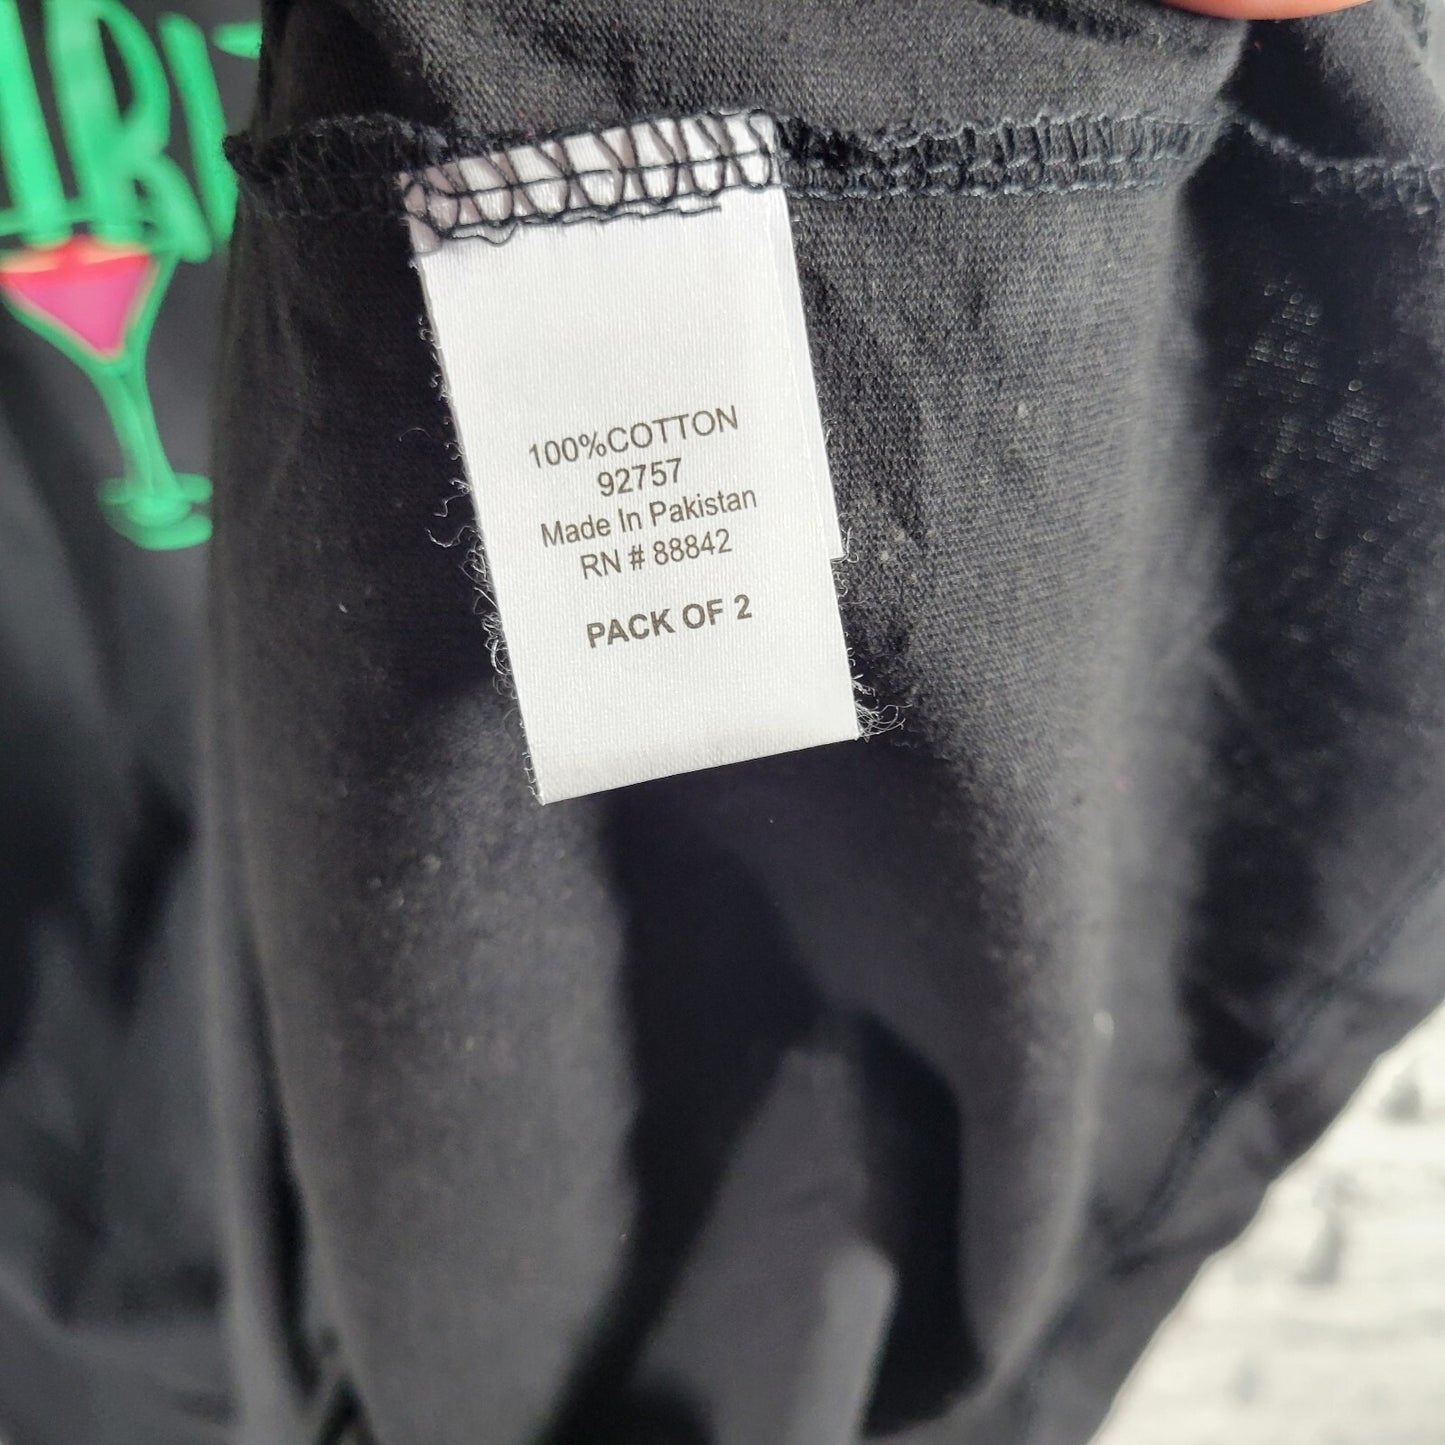 100%COTTON
92757
Made In Pakistan
RN # 88842
PACK OF 2